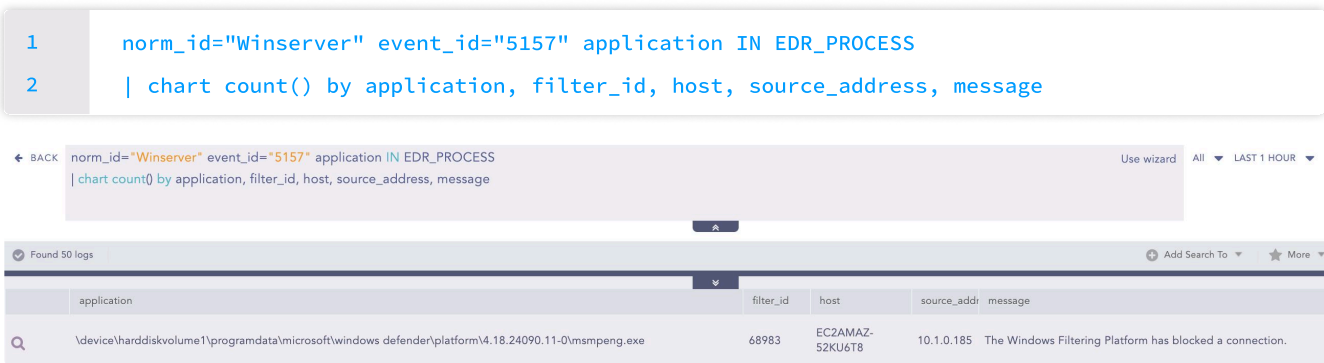 1 norm_id="Winserver" event_id="5157" application IN EDR_PROCESS
2 | chart count() by application, filter_id, host, source_address, message
BACK norm_id="Winserver" event_id="5157" application IN EDR_PROCESS Use wizard All LAST 1 HOUR
| chart count() by application, filter_id, host, source_address, message
Found 50 logs Add Search To More
application filter_id host source_addr message
\device\harddiskvolume1\programdata\microsoft\windows defender\platform\4.18.24090.11-0\msmpeng.exe 68983 EC2AMAZ-
52KU6T8 10.1.0.185 The Windows Filtering Platform has blocked a connection.